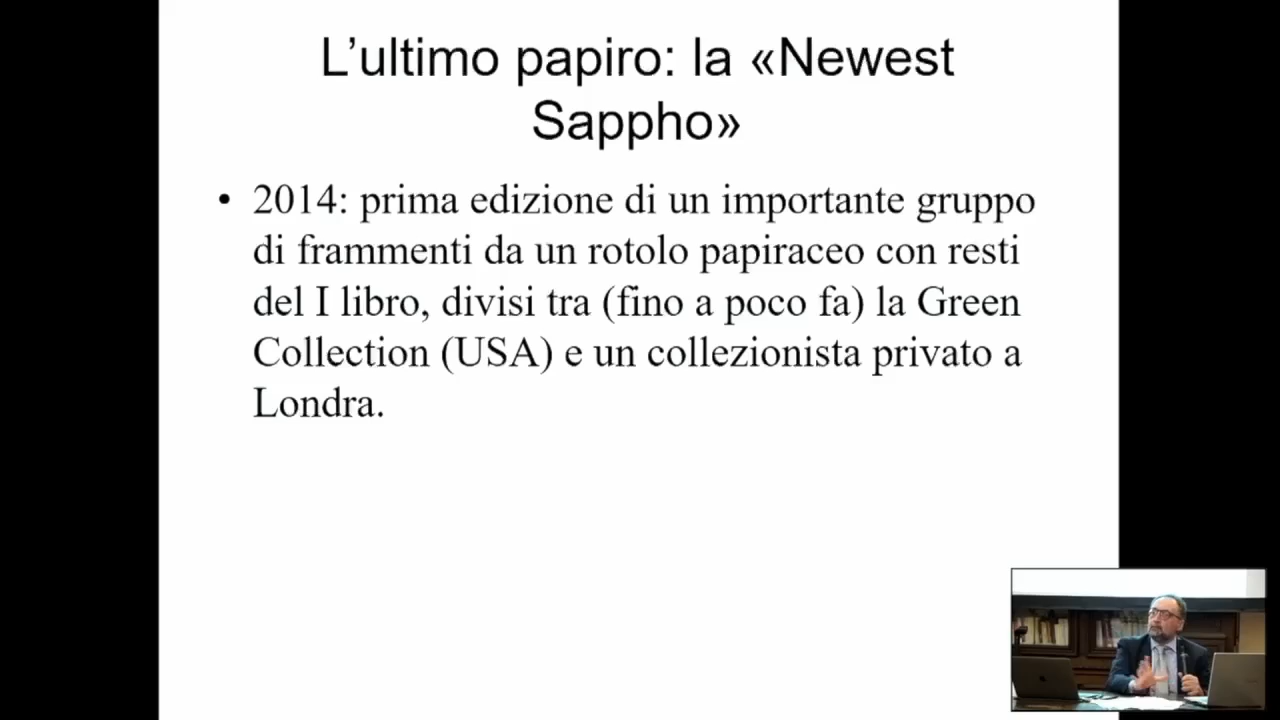 L’ultimo papiro: la «Newest
Sappho»
• 2014: prima edizione di un importante gruppo
di frammenti da un rotolo papiraceo con resti
del I libro, divisi tra (fino a poco fa) la Green
Collection (USA) e un collezionista privato a
Londra.